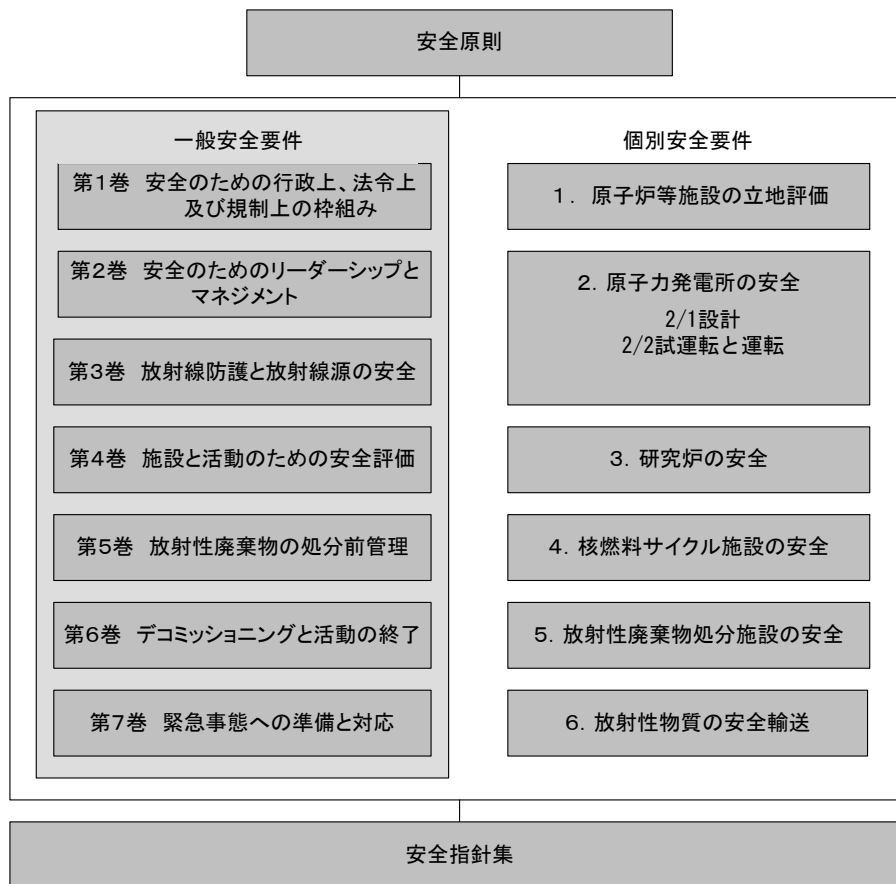 安全原則
一般安全要件
第1巻 安全のための行政上、法令上
及び規制上の枠組み
第2巻 安全のためのリーダーシップと
マネジメント
第3巻 放射線防護と放射線源の安全
第4巻 施設と活動のための安全評価
第5巻 放射性廃棄物の処分前管理
第6巻 デコミッショニングと活動の終了
第7巻 緊急事態への準備と対応
個別安全要件
1. 原子炉等施設の立地評価
2. 原子力発電所の安全
2/1設計
2/2試運転と運転
3. 研究炉の安全
4. 核燃料サイクル施設の安全
5. 放射性廃棄物処分施設の安全
6. 放射性物質の安全輸送
安全指針集